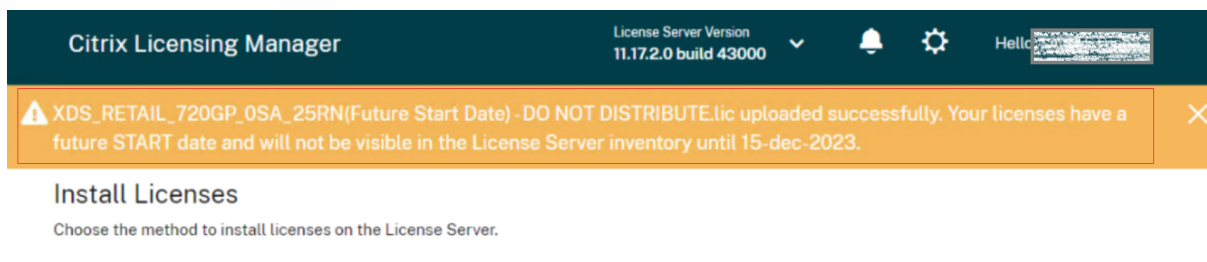 Citrix Licensing Manager
License Server Version
11.17.2.0 build 43000
XDS_RETAIL_720GP_0SA_25RN(Future Start Date) -DO NOT DISTRIBUTE.lic uploaded successfully. Your licenses have a
future START date and will not be visible in the License Server inventory until 15-dec-2023.
Install Licenses
Choose the method to install licenses on the License Server.